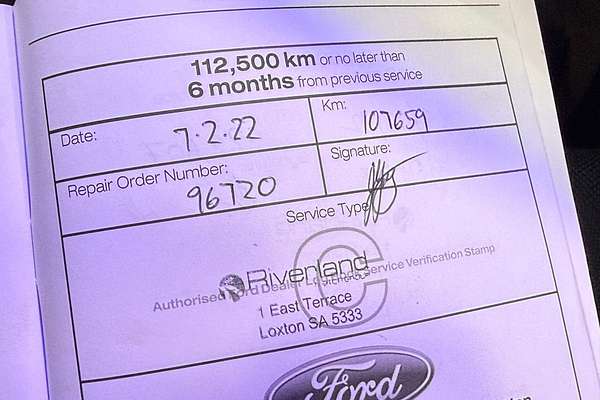 112,500 km or no later than
6 months from previous service
Date: 7.2.22
Km: 107659
Repair Order Number: 96720
Signature:
Service Type
C
Authorised Ford Dealer Service Verification Stamp
Riverland
1 East Terrace
Loxton SA 5333
Ford